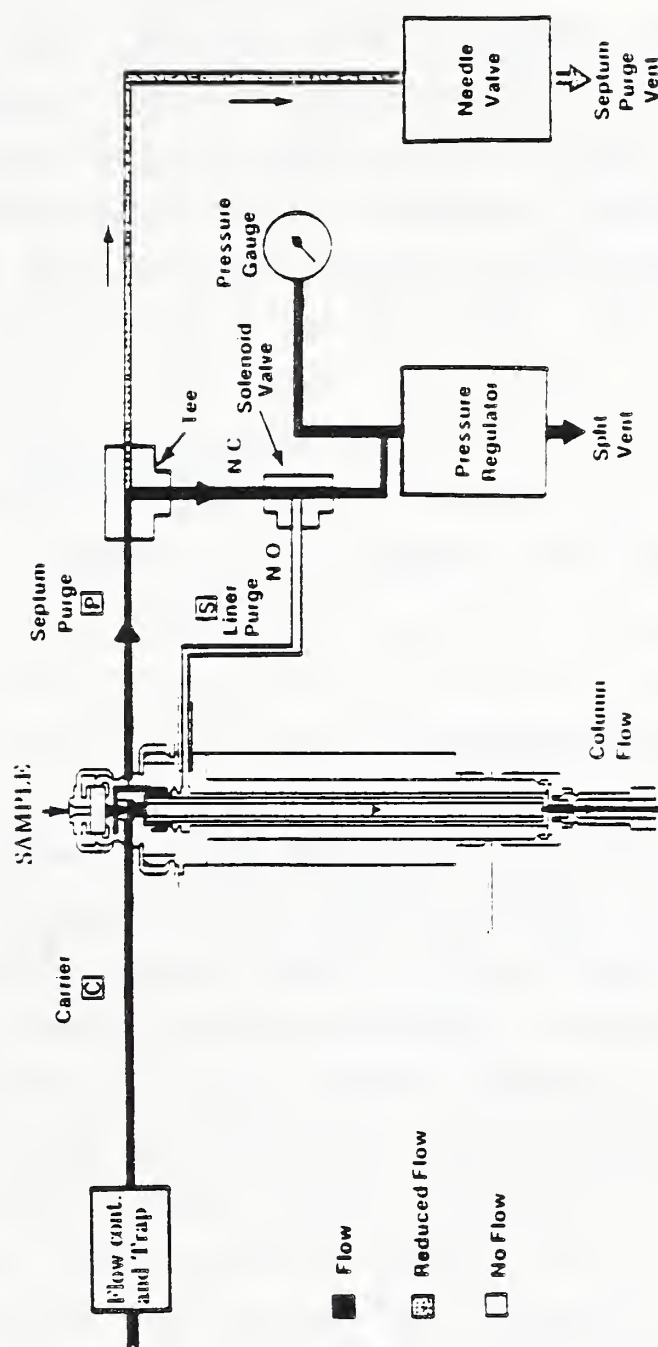 Flow cont.
and Trap
Carrier
[C]
SAMPLE
Septum
Purge
[P]
[S]
Liner
Purge
N O
N C
Tee
Solenoid
Valve
Pressure
Gauge
Needle
Valve
Septum
Purge
Vent
Pressure
Regulator
Split
Vent
Column
Flow
Flow
Reduced Flow
No Flow